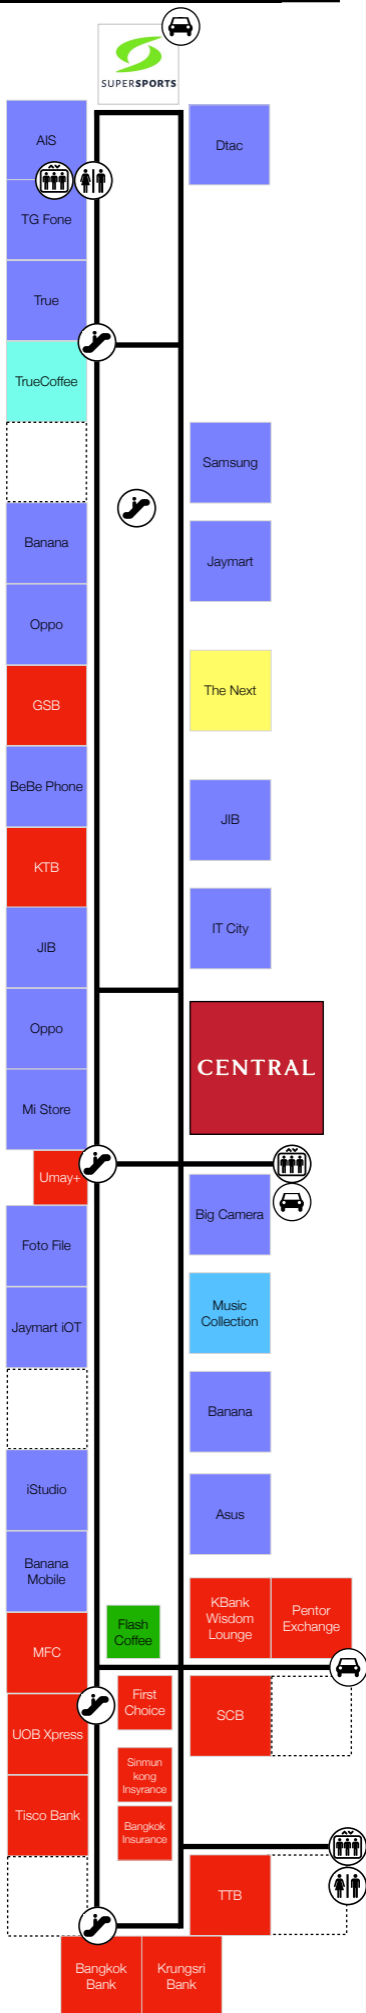 SUPERSPORTS
AIS
Dtac
TG Fone
True
TrueCoffee
Samsung
Banana
Jaymart
Oppo
The Next
GSB
BeBe Phone
JIB
KTB
IT City
JIB
Oppo
CENTRAL
Mi Store
Umay+
Big Camera
Foto File
Music
Collection
Jaymart iOT
Banana
iStudio
Asus
Banana
Mobile
KBank
Wisdom
Lounge
Pentor
Exchange
Flash
Coffee
MFC
First
Choice
SCB
UOB Xpress
Sinmun
kong
Insyrance
Tisco Bank
Bangkok
Insurance
TTB
Bangkok
Bank
Krungsri
Bank